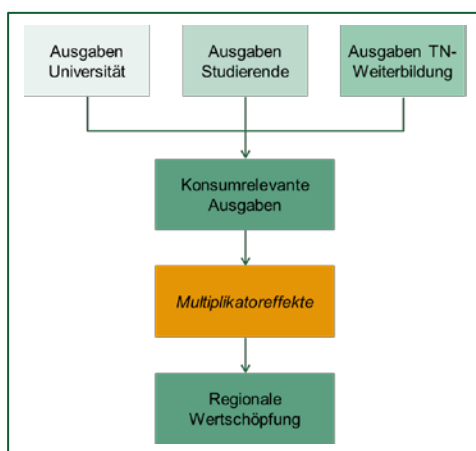 Ausgaben
Universität
Ausgaben
Studierende
Ausgaben TN-
Weiterbildung
Konsumrelevante
Ausgaben
Multiplikatoreffekte
Regionale
Wertschöpfung